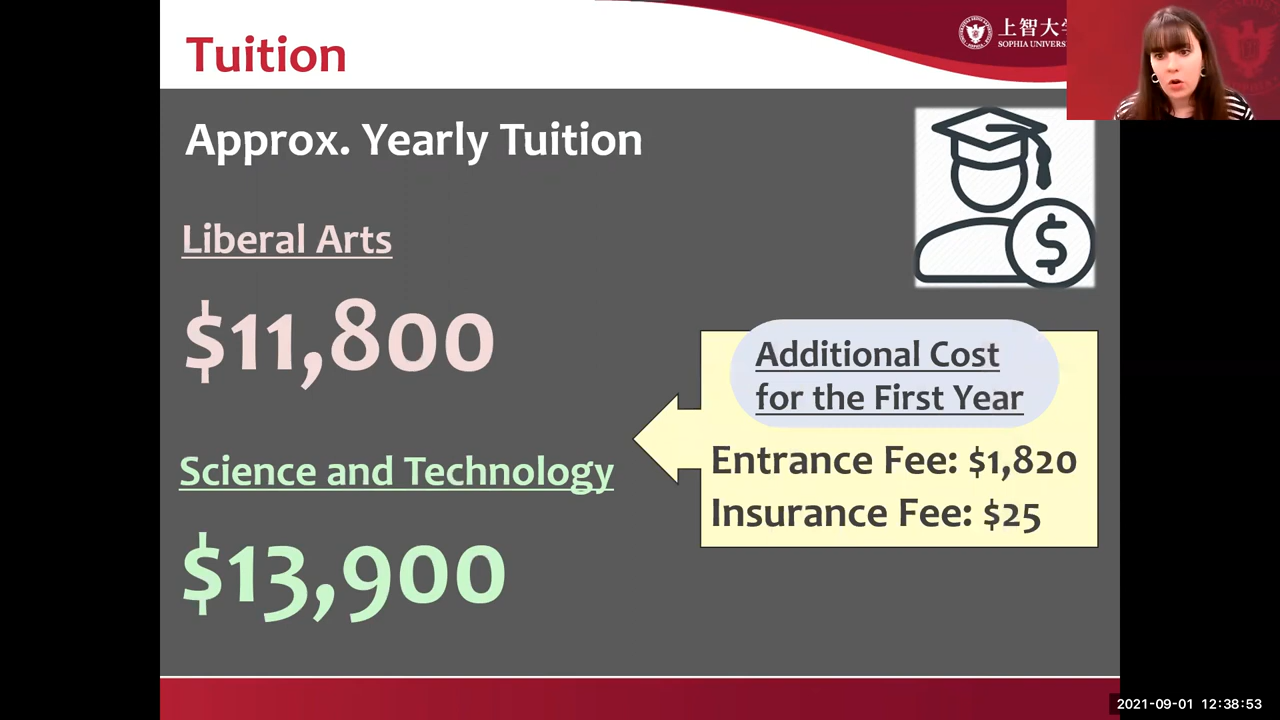 Tuition
上智大学
SOPHIA UNIVERS
Approx. Yearly Tuition
Liberal Arts
$11,800
Additional Cost
for the First Year
Entrance Fee: $1,820
Insurance Fee: $25
Science and Technology
$13,900
2021-09-01 12:38:53